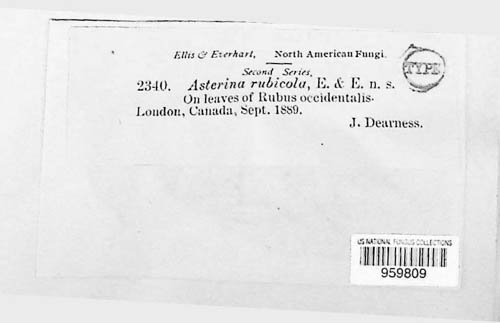 Ellis & Everhart, North American Fungi.
TYPE
Second Series,
2340. Asterina rubicola, E. & E. n. s.
On leaves of Rubus occidentalis.
London, Canada, Sept. 1889.
J. Dearness.
US NATIONAL FUNGUS COLLECTIONS
959809